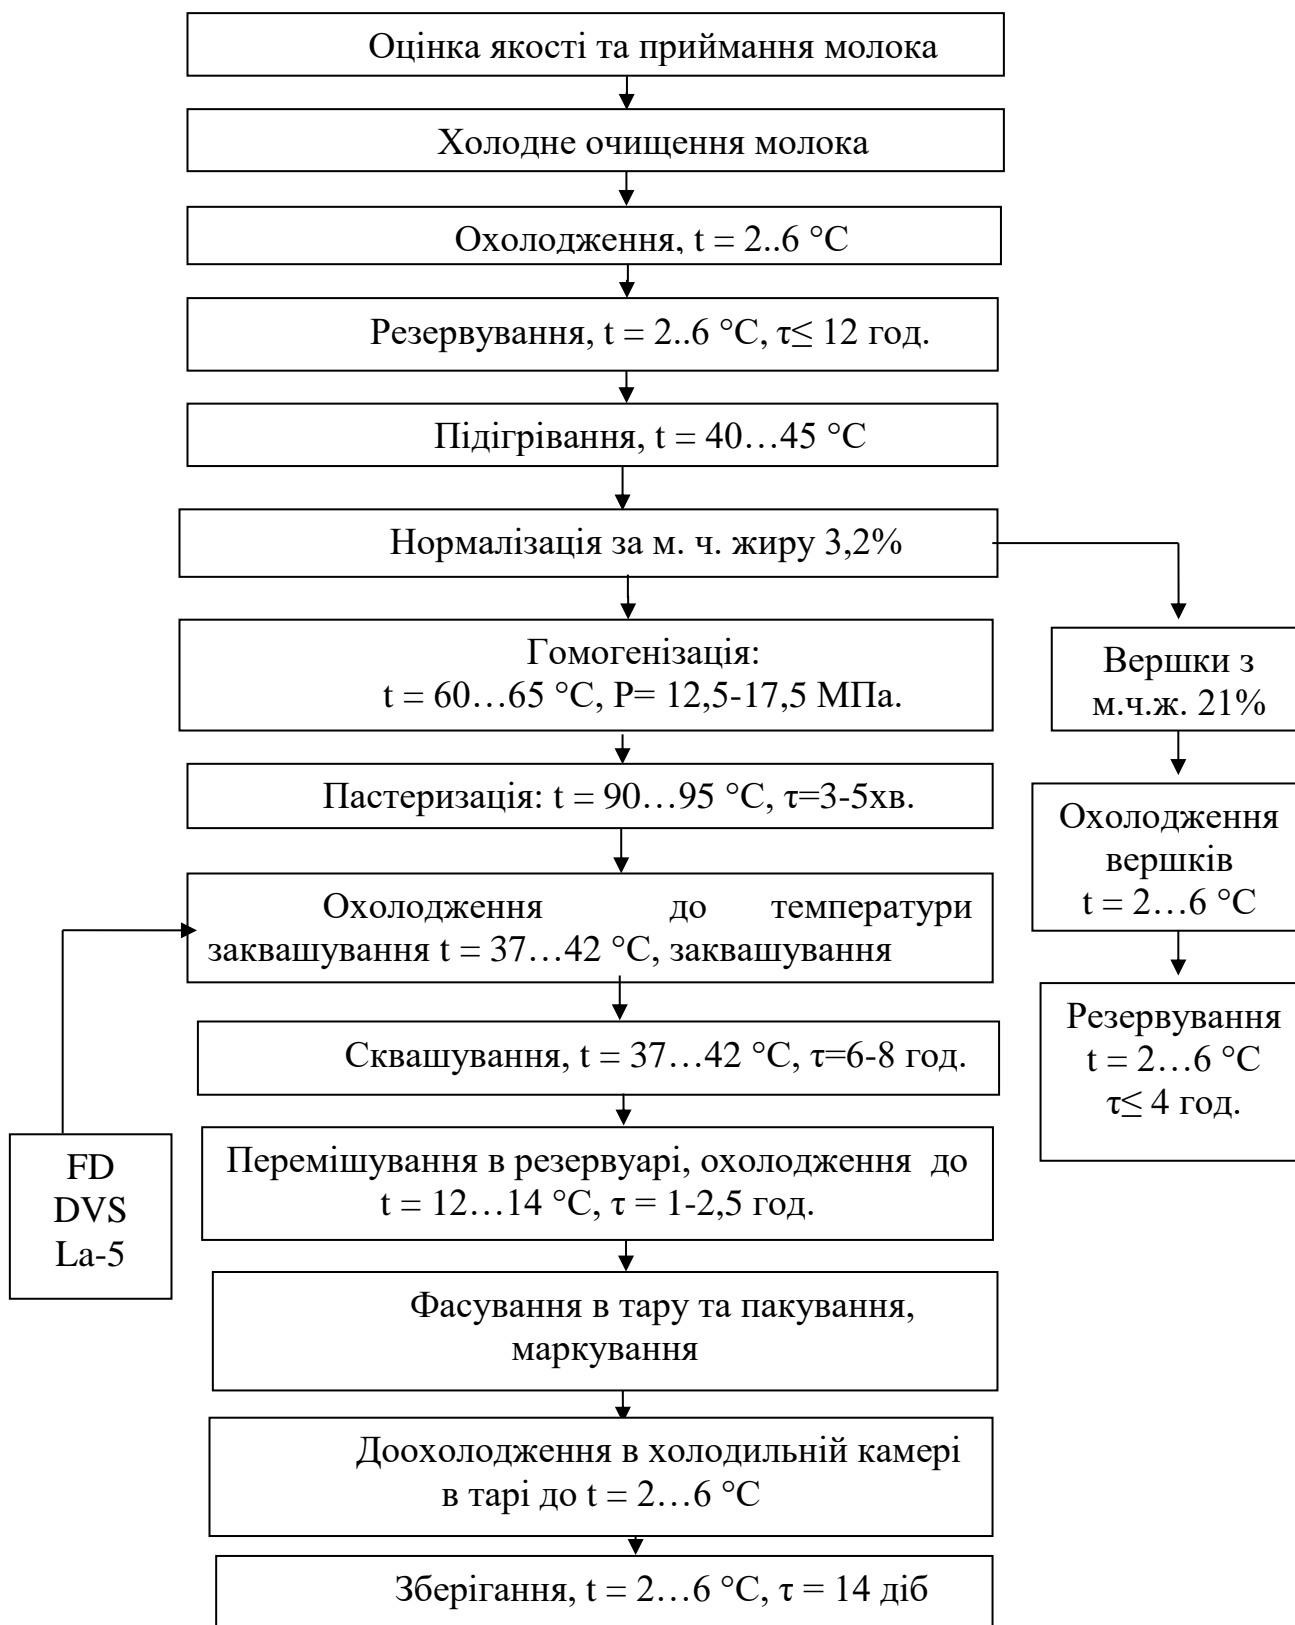 Оцінка якості та приймання молока
Холодне очищення молока
Охолодження, t = 2..6 °C
Резервування, t = 2..6 °C, τ≤ 12 год.
Підігрівання, t = 40…45 °C
Нормалізація за м. ч. жиру 3,2%
Гомогенізація:
t = 60…65 °C, P= 12,5-17,5 МПа.
Вершки з
м.ч.ж. 21%
Пастеризація: t = 90…95 °C, τ=3-5хв.
Охолодження
вершків
t = 2…6 °C
Охолодження до температури
заквашування t = 37…42 °C, заквашування
Резервування
t = 2…6 °C
τ≤ 4 год.
Сквашування, t = 37…42 °C, τ=6-8 год.
FD
DVS
La-5
Перемішування в резервуарі, охолодження до
t = 12…14 °C, τ = 1-2,5 год.
Фасування в тару та пакування,
маркування
Доохолодження в холодильній камері
в тарі до t = 2…6 °C
Зберігання, t = 2…6 °C, τ = 14 діб